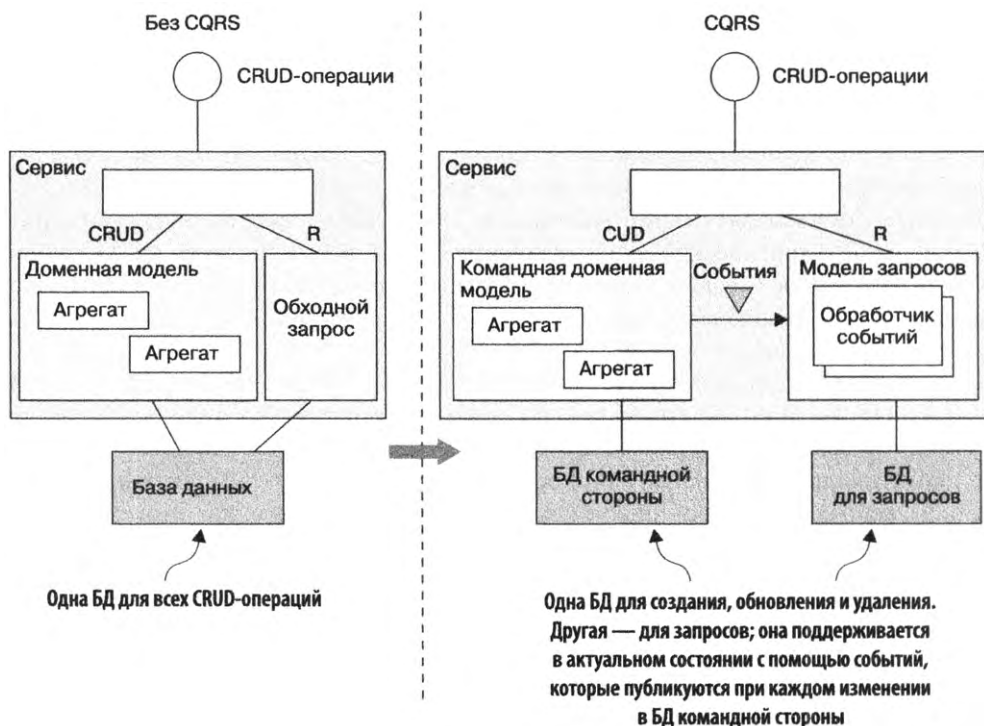 Без CQRS
CRUD-операции
Сервис
CRUD
R
Доменная модель
Агрегат
Агрегат
Обходной
запрос
База данных
Одна БД для всех CRUD-операций
CQRS
CRUD-операции
Сервис
CUD
R
Командная доменная
модель
Агрегат
Агрегат
События
Модель запросов
Обработчик
событий
БД командной
стороны
БД
для запросов
Одна БД для создания, обновления и удаления.
Другая — для запросов; она поддерживается
в актуальном состоянии с помощью событий,
которые публикуются при каждом изменении
в БД командной стороны